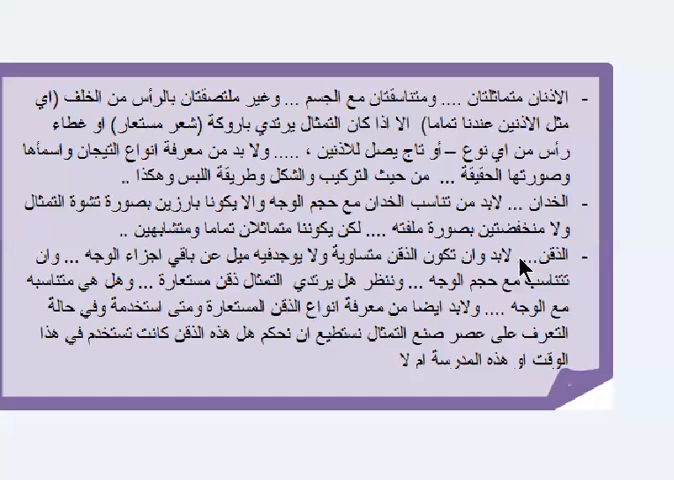 - الاذنان متماثلتان .... ومتناسقتان مع الجسم ... وغير ملتصقتان بالرأس من الخلف (اي
مثل الاذنين عندنا تماما) الا اذا كان التمثال يرتدي باروكة (شعر مستعار) او غطاء
رأس من اي نوع – أو تاج يصل للاذنين ، ..... ولا بد من معرفة انواع التيجان واسمأها
وصورتها الحقيقة ... من حيث التركيب والشكل وطريقة اللبس وهكذا ..
- الخدان ... لابد من تناسب الخدان مع حجم الوجه والا يكونا بارزين بصورة تشوة التمثال
ولا منخفضتين بصورة ملفته .... لكن يكوننا متماثلان تماما ومتشابهين ..
- الذقن... لابد وان تكون الذقن متساوية ولا يوجدفيه ميل عن باقي اجزاء الوجه ... وان
تتناسب مع حجم الوجه ... وننظر هل يرتدي التمثال ذقن مستعارة ... وهل هي متناسبه
مع الوجه .... ولابد ايضا من معرفة انواع الذقن المستعارة ومتى استخدمة وفي حالة
التعرف على عصر صنع التمثال نستطيع ان نحكم هل هذه الذقن كانت تستخدم في هذا
الوقت او هذه المدرسة ام لا